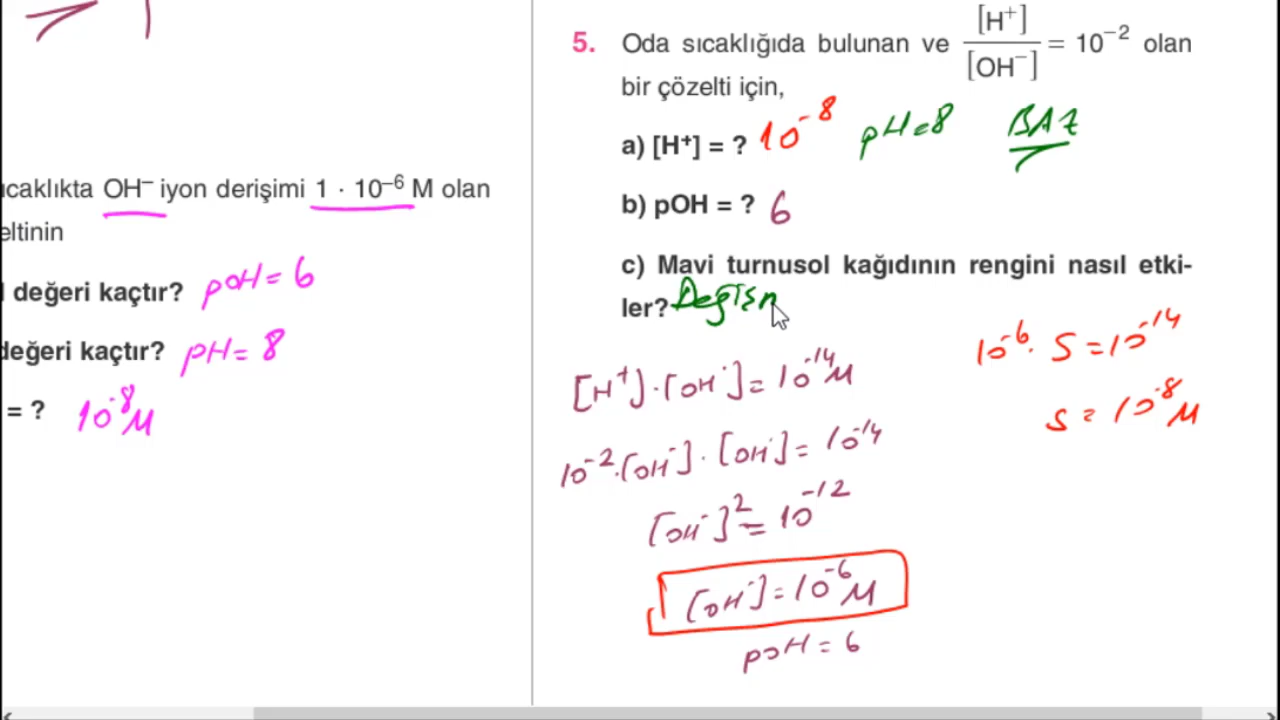 ıcaklıkta OH⁻ iyon derişimi 1 · 10⁻⁶ M olan
eltinin
değeri kaçtır? pOH = 6
değeri kaçtır? pH = 8
= ? 10⁻⁸ M
5. Oda sıcaklığıda bulunan ve [H⁺] / [OH⁻] = 10⁻² olan
bir çözelti için,
a) [H⁺] = ? 10⁻⁸ pH = 8 BAZ
b) pOH = ? 6
c) Mavi turnusol kağıdının rengini nasıl etki-
ler? Değişm
[H⁺] · [OH⁻] = 10⁻¹⁴ M
10⁻² · [OH⁻] · [OH⁻] = 10⁻¹⁴
[OH⁻]² = 10⁻¹²
[OH⁻] = 10⁻⁶ M
pOH = 6
10⁻⁶ · S = 10⁻¹⁴
S = 10⁻⁸ M